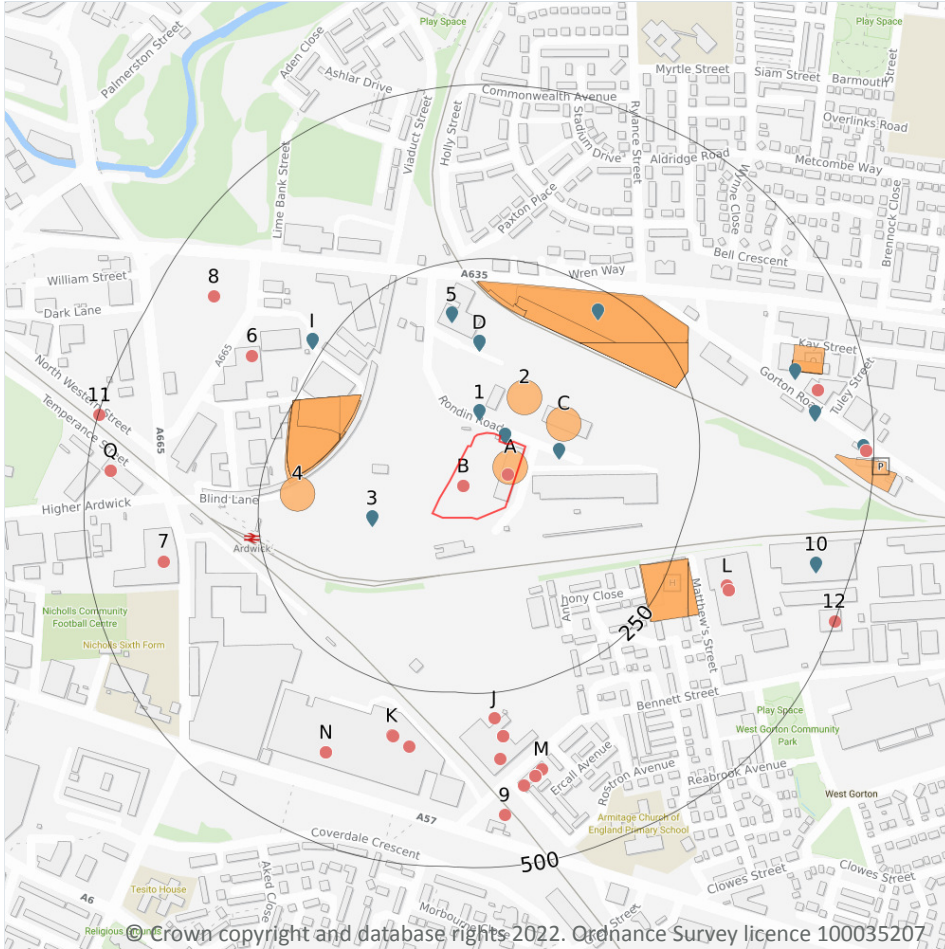 Play Space
Play Space
Palmerston Street
Aden Close
Ashlar Drive
Myrtle Street
Siam Street
Barmouth Street
Commonwealth Avenue
Viaduct Street
Holly Street
Stadium Drive
Rylance Street
Overlinks Road
Aldridge Road
Metcombe Way
Lime Bank Street
Paxton Place
Wynne Close
Brennock Close
Bell Crescent
A635
Wren Way
William Street
8
Dark Lane
5
I
D
6
A665
Kay Street
North Western Street
2
Gorton Road
Tuley Street
11
1
C
Temperance Street
Rondin Road
A665
A
Q
B
4
P
3
Blind Lane
Higher Ardwick
Ardwick
7
10
L
H
Anthony Close
Matthew's Street
12
Nicholls Community
Football Centre
250
Nicholls Sixth Form
Bennett Street
J
Play Space
N
K
West Gorton Community
Park
M
Ercall Avenue
Rostron Avenue
Reabrook Avenue
9
West Gorton
A57
Armitage Church of
England Primary School
Coverdale Crescent
500
Clowes Street
Clowes Street
Aked Close
Tesito House
A6
Street
Religious Grounds
© Crown copyright and database rights 2022. Ordnance Survey licence 100035207